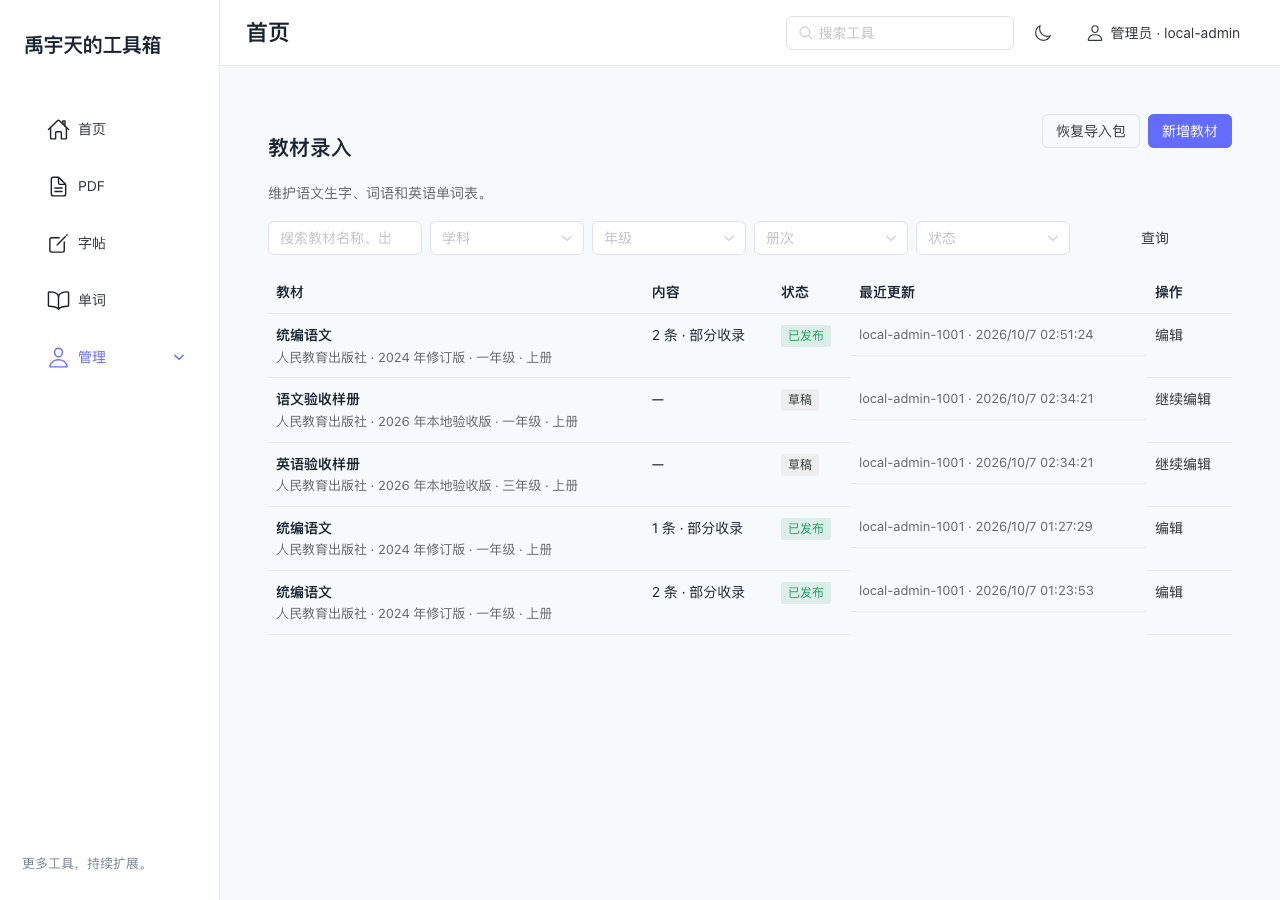 禹宇天的工具箱
首页
搜索工具
管理员 · local-admin
首页
PDF
字帖
单词
管理
更多工具，持续扩展。
教材录入
恢复导入包
新增教材
维护语文生字、词语和英语单词表。
搜索教材名称、出
学科
年级
册次
状态
查询
教材 内容 状态 最近更新 操作
统编语文 2 条 · 部分收录 已发布 local-admin-1001 · 2026/10/7 02:51:24 编辑
人民教育出版社 · 2024 年修订版 · 一年级 · 上册
语文验收样册 — 草稿 local-admin-1001 · 2026/10/7 02:34:21 继续编辑
人民教育出版社 · 2026 年本地验收版 · 一年级 · 上册
英语验收样册 — 草稿 local-admin-1001 · 2026/10/7 02:34:21 继续编辑
人民教育出版社 · 2026 年本地验收版 · 三年级 · 上册
统编语文 1 条 · 部分收录 已发布 local-admin-1001 · 2026/10/7 01:27:29 编辑
人民教育出版社 · 2024 年修订版 · 一年级 · 上册
统编语文 2 条 · 部分收录 已发布 local-admin-1001 · 2026/10/7 01:23:53 编辑
人民教育出版社 · 2024 年修订版 · 一年级 · 上册